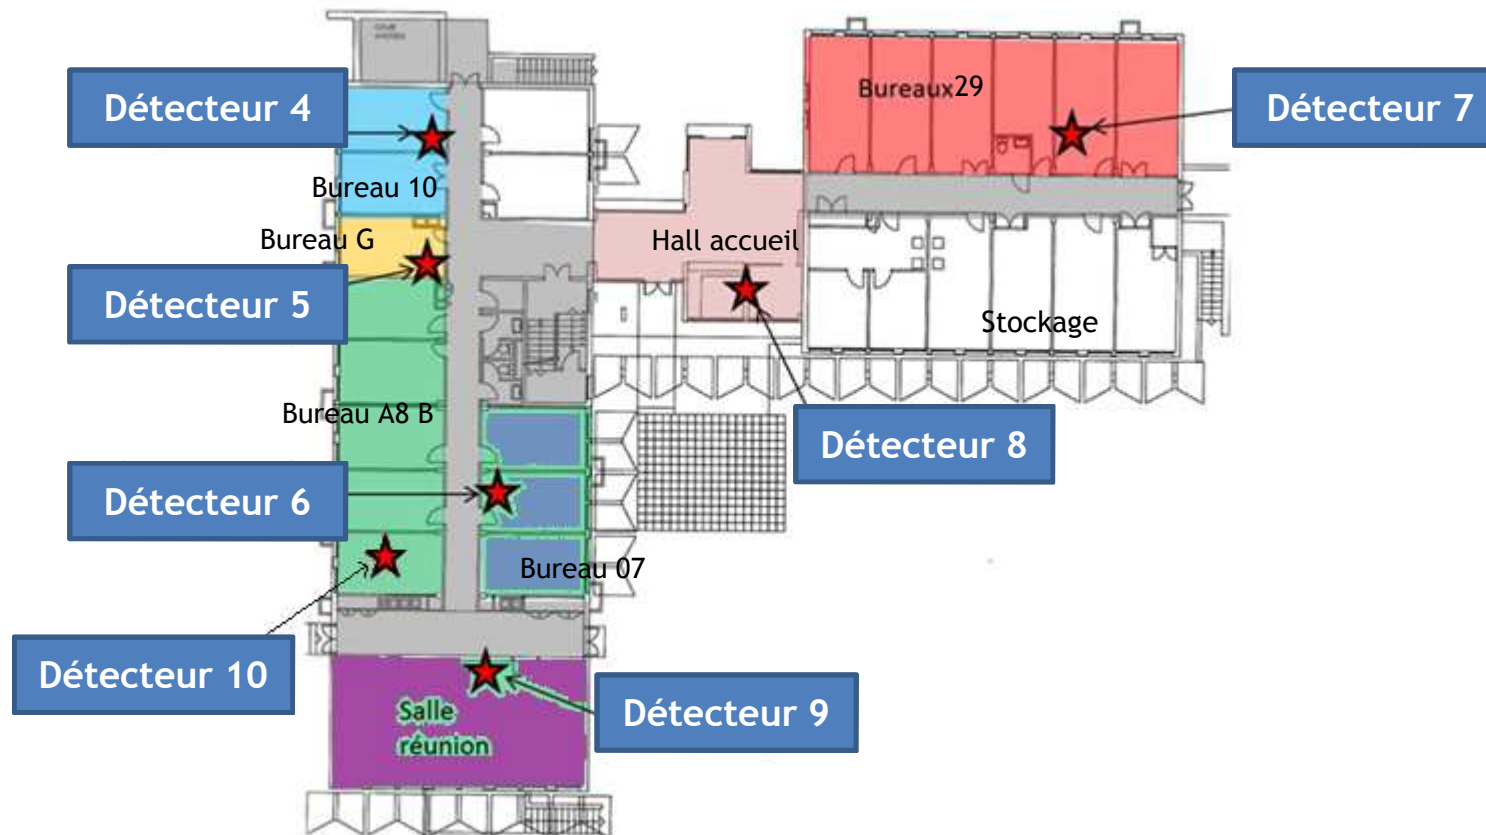 Détecteur 4
Bureaux29
Détecteur 7
Bureau 10
Bureau G
Hall accueil
Détecteur 5
Stockage
Bureau A8 B
Détecteur 8
Détecteur 6
Bureau 07
Détecteur 10
Détecteur 9
Salle
réunion